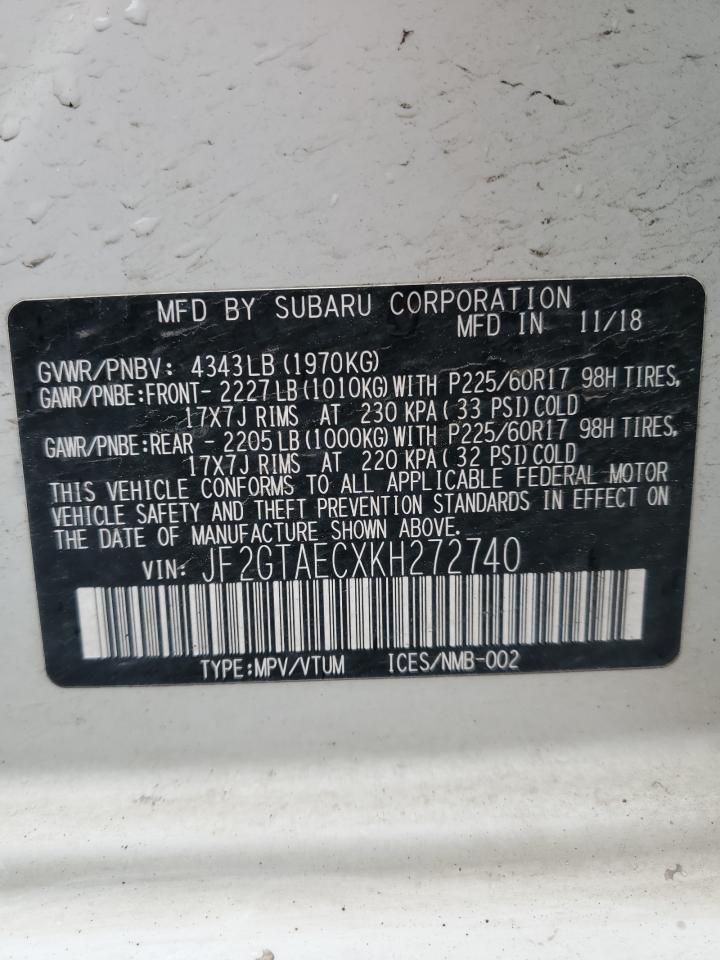 MFD BY SUBARU CORPORATION
MFD IN 11/18
GVWR/PNBV: 4343LB(1970KG)
GAWR/PNBE:FRONT- 2227LB(1010KG)WITH P225/60R17 98H TIRES,
17X7J RIMS AT 230 KPA(33 PSI)COLD
GAWR/PNBE:REAR - 2205LB(1000KG)WITH P225/60R17 98H TIRES,
17X7J RIMS AT 220 KPA(32 PSI)COLD
THIS VEHICLE CONFORMS TO ALL APPLICABLE FEDERAL MOTOR
VEHICLE SAFETY AND THEFT PREVENTION STANDARDS IN EFFECT ON
THE DATE OF MANUFACTURE SHOWN ABOVE.
VIN: JF2GTAECXKH272740
TYPE:MPV/VTUM ICES/NMB-002